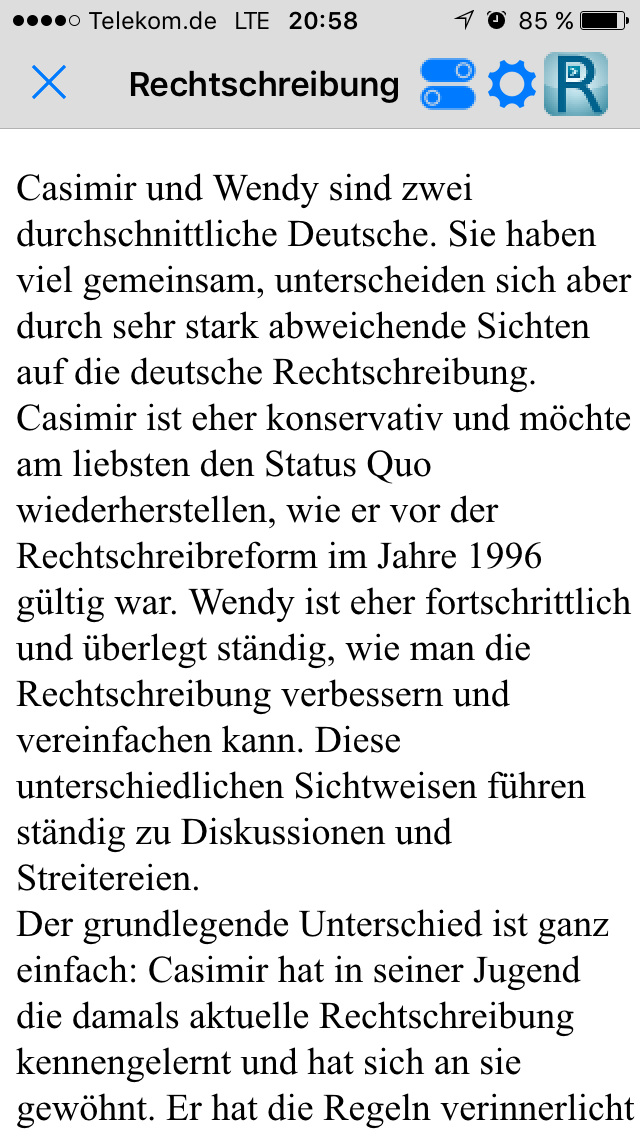 Telekom.de LTE 20:58 85 %
Rechtschreibung R
Casimir und Wendy sind zwei
durchschnittliche Deutsche. Sie haben
viel gemeinsam, unterscheiden sich aber
durch sehr stark abweichende Sichten
auf die deutsche Rechtschreibung.
Casimir ist eher konservativ und möchte
am liebsten den Status Quo
wiederherstellen, wie er vor der
Rechtschreibreform im Jahre 1996
gültig war. Wendy ist eher fortschrittlich
und überlegt ständig, wie man die
Rechtschreibung verbessern und
vereinfachen kann. Diese
unterschiedlichen Sichtweisen führen
ständig zu Diskussionen und
Streitereien.
Der grundlegende Unterschied ist ganz
einfach: Casimir hat in seiner Jugend
die damals aktuelle Rechtschreibung
kennengelernt und hat sich an sie
gewöhnt. Er hat die Regeln verinnerlicht